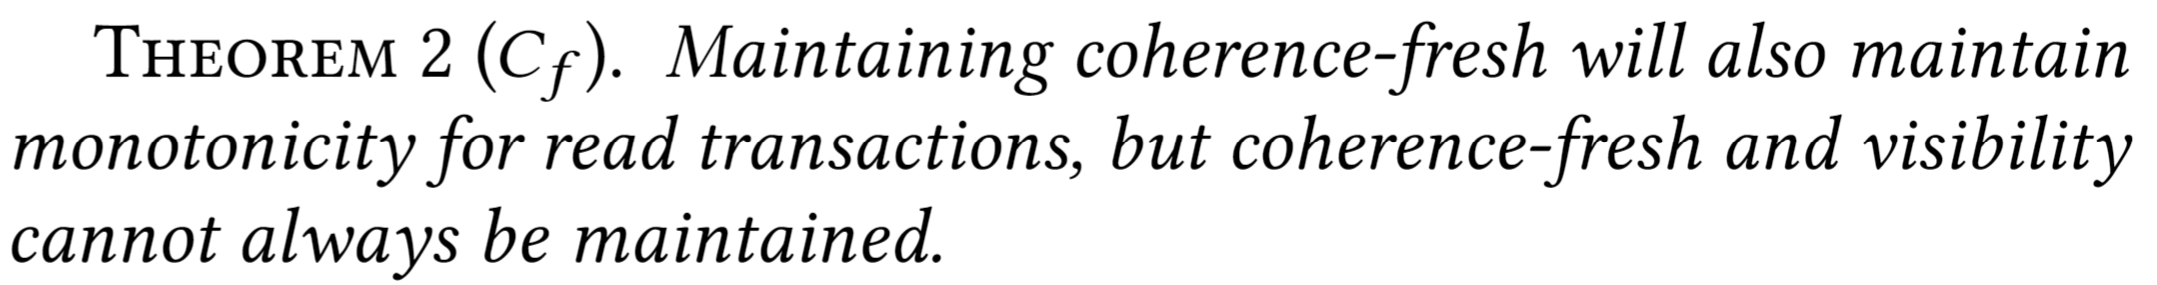 THEOREM 2 (C_f). Maintaining coherence-fresh will also maintain
monotonicity for read transactions, but coherence-fresh and visibility
cannot always be maintained.